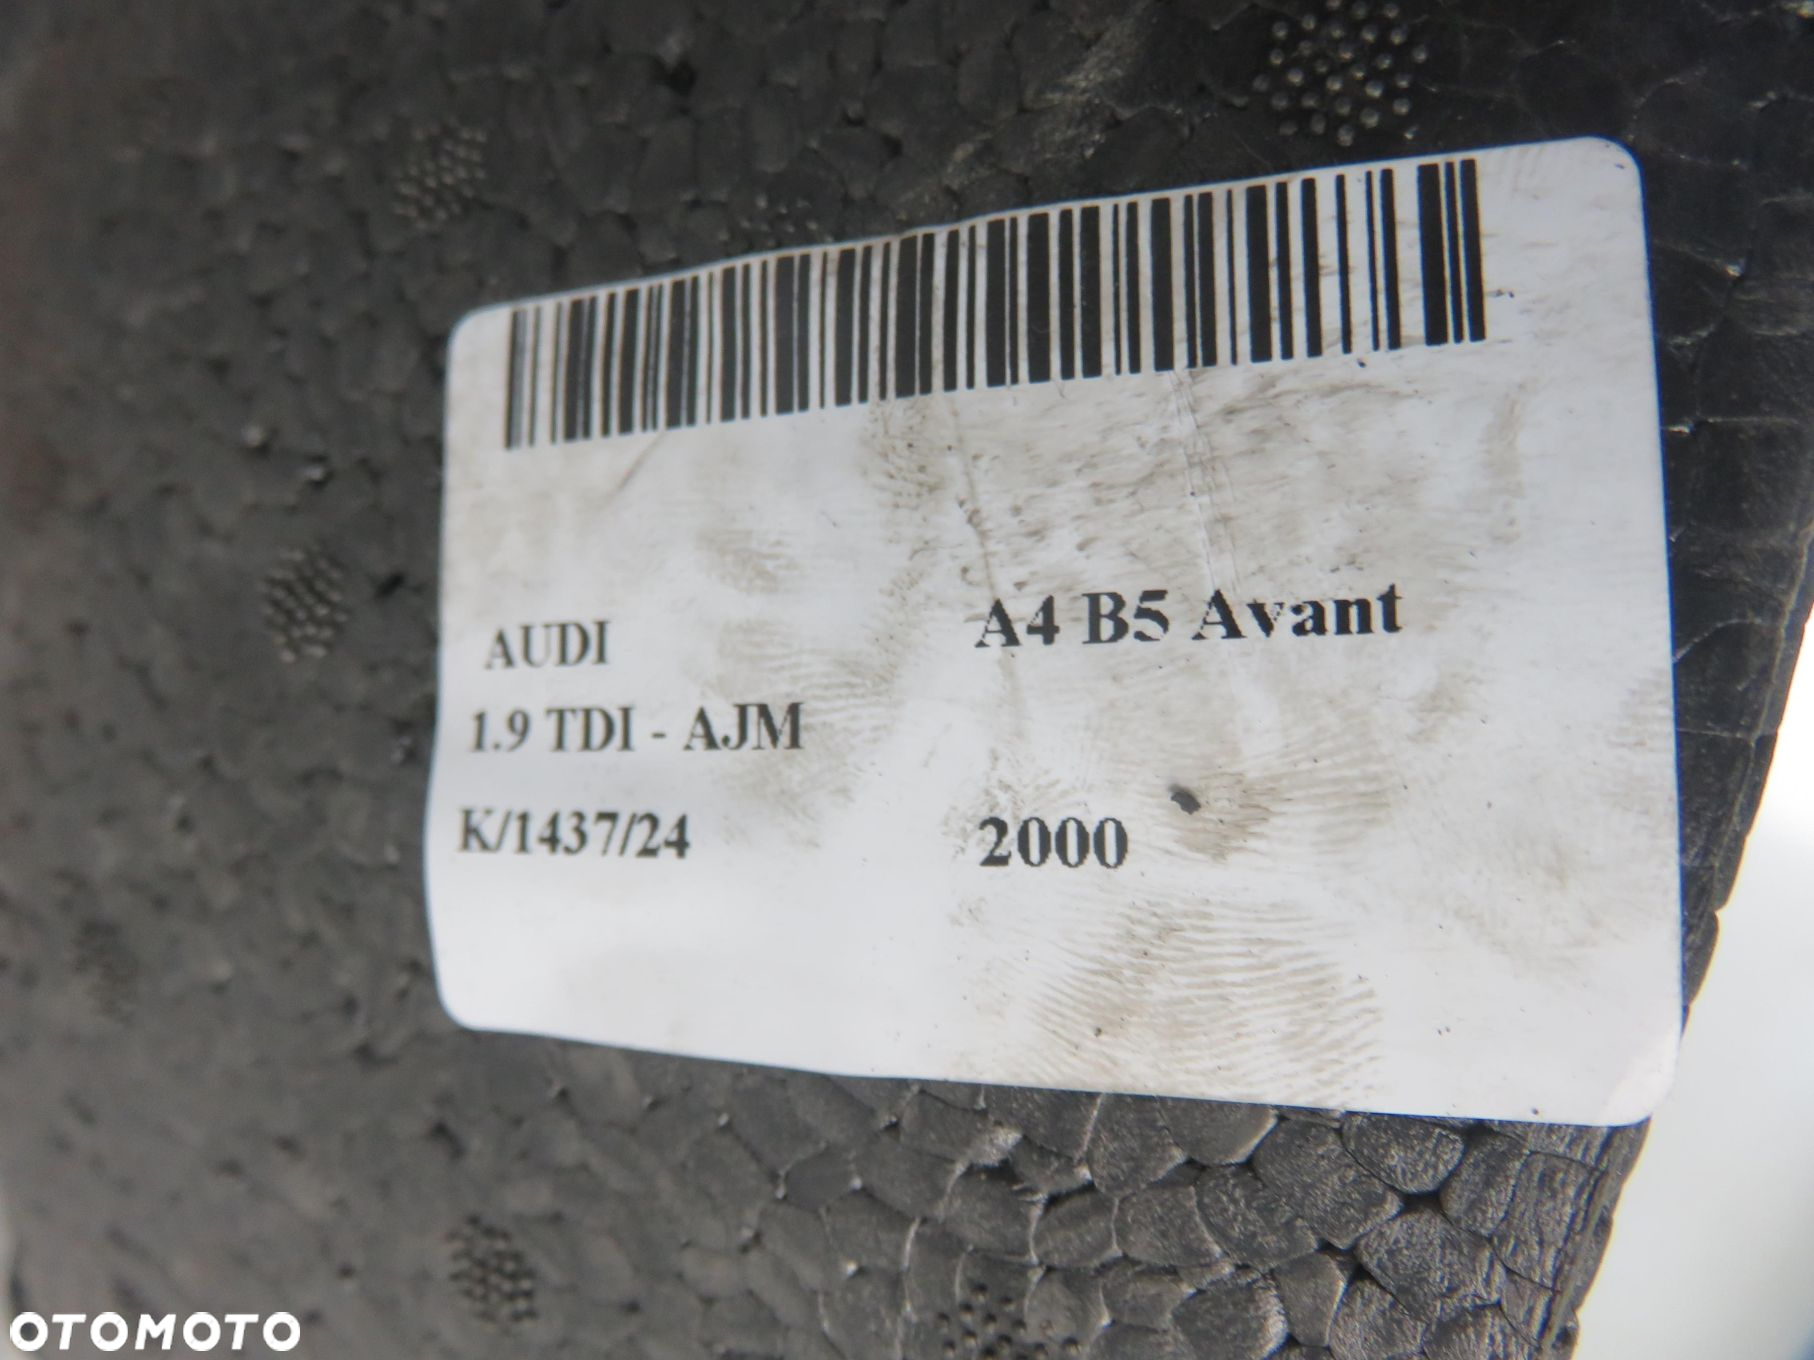 AUDI A4 B5 Avant
1.9 TDI - AJM
K/1437/24 2000
OTOMOTO